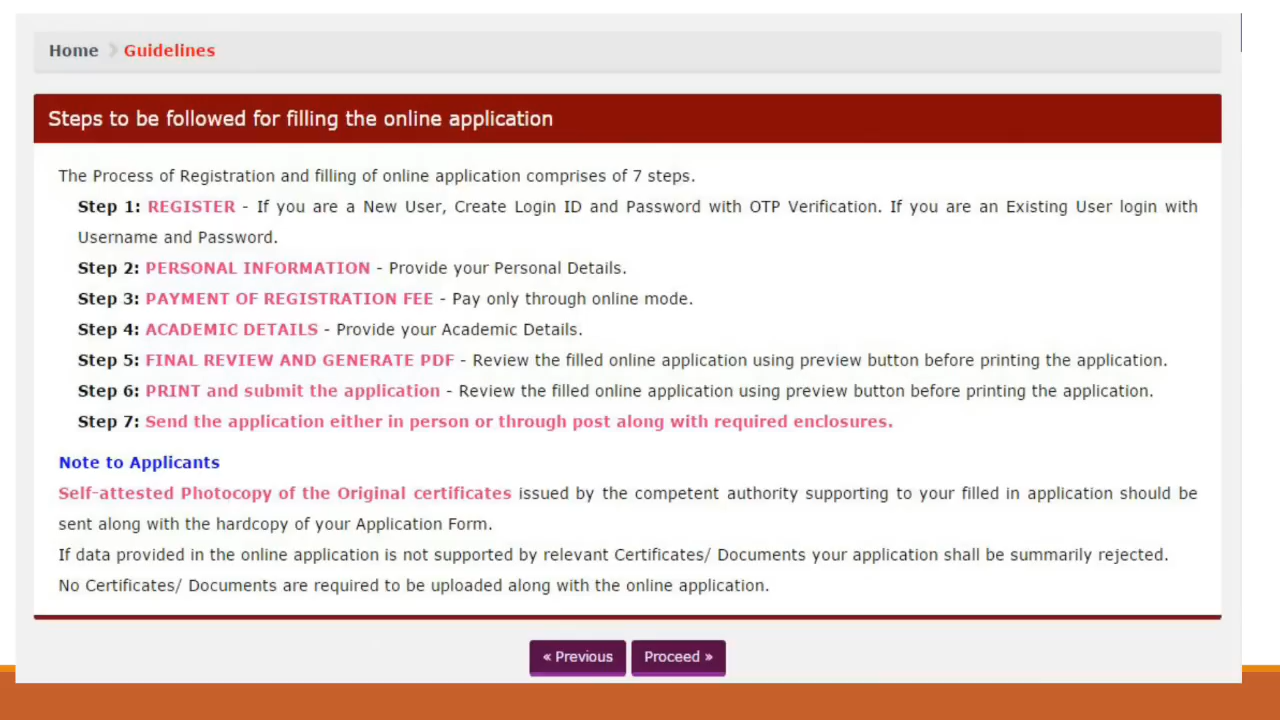 Home Guidelines
Steps to be followed for filling the online application
The Process of Registration and filling of online application comprises of 7 steps.
Step 1: REGISTER - If you are a New User, Create Login ID and Password with OTP Verification. If you are an Existing User login with
Username and Password.
Step 2: PERSONAL INFORMATION - Provide your Personal Details.
Step 3: PAYMENT OF REGISTRATION FEE - Pay only through online mode.
Step 4: ACADEMIC DETAILS - Provide your Academic Details.
Step 5: FINAL REVIEW AND GENERATE PDF - Review the filled online application using preview button before printing the application.
Step 6: PRINT and submit the application - Review the filled online application using preview button before printing the application.
Step 7: Send the application either in person or through post along with required enclosures.
Note to Applicants
Self-attested Photocopy of the Original certificates issued by the competent authority supporting to your filled in application should be
sent along with the hardcopy of your Application Form.
If data provided in the online application is not supported by relevant Certificates/ Documents your application shall be summarily rejected.
No Certificates/ Documents are required to be uploaded along with the online application.
« Previous Proceed »